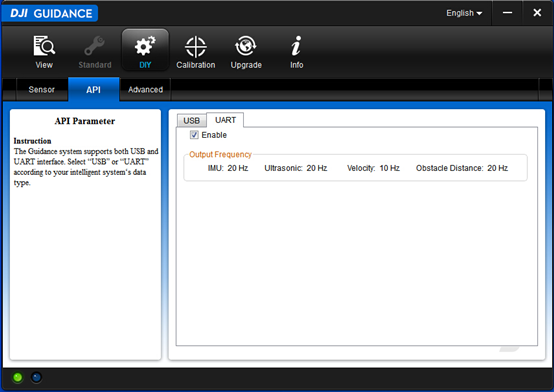 DJI GUIDANCE
English
View
Standard
DIY
Calibration
Upgrade
Info
Sensor
API
Advanced
API Parameter
Instruction
The Guidance system supports both USB and
UART interface. Select “USB” or “UART”
according to your intelligent system’s data
type.
USB
UART
Enable
Output Frequency
IMU: 20 Hz Ultrasonic: 20 Hz Velocity: 10 Hz Obstacle Distance: 20 Hz